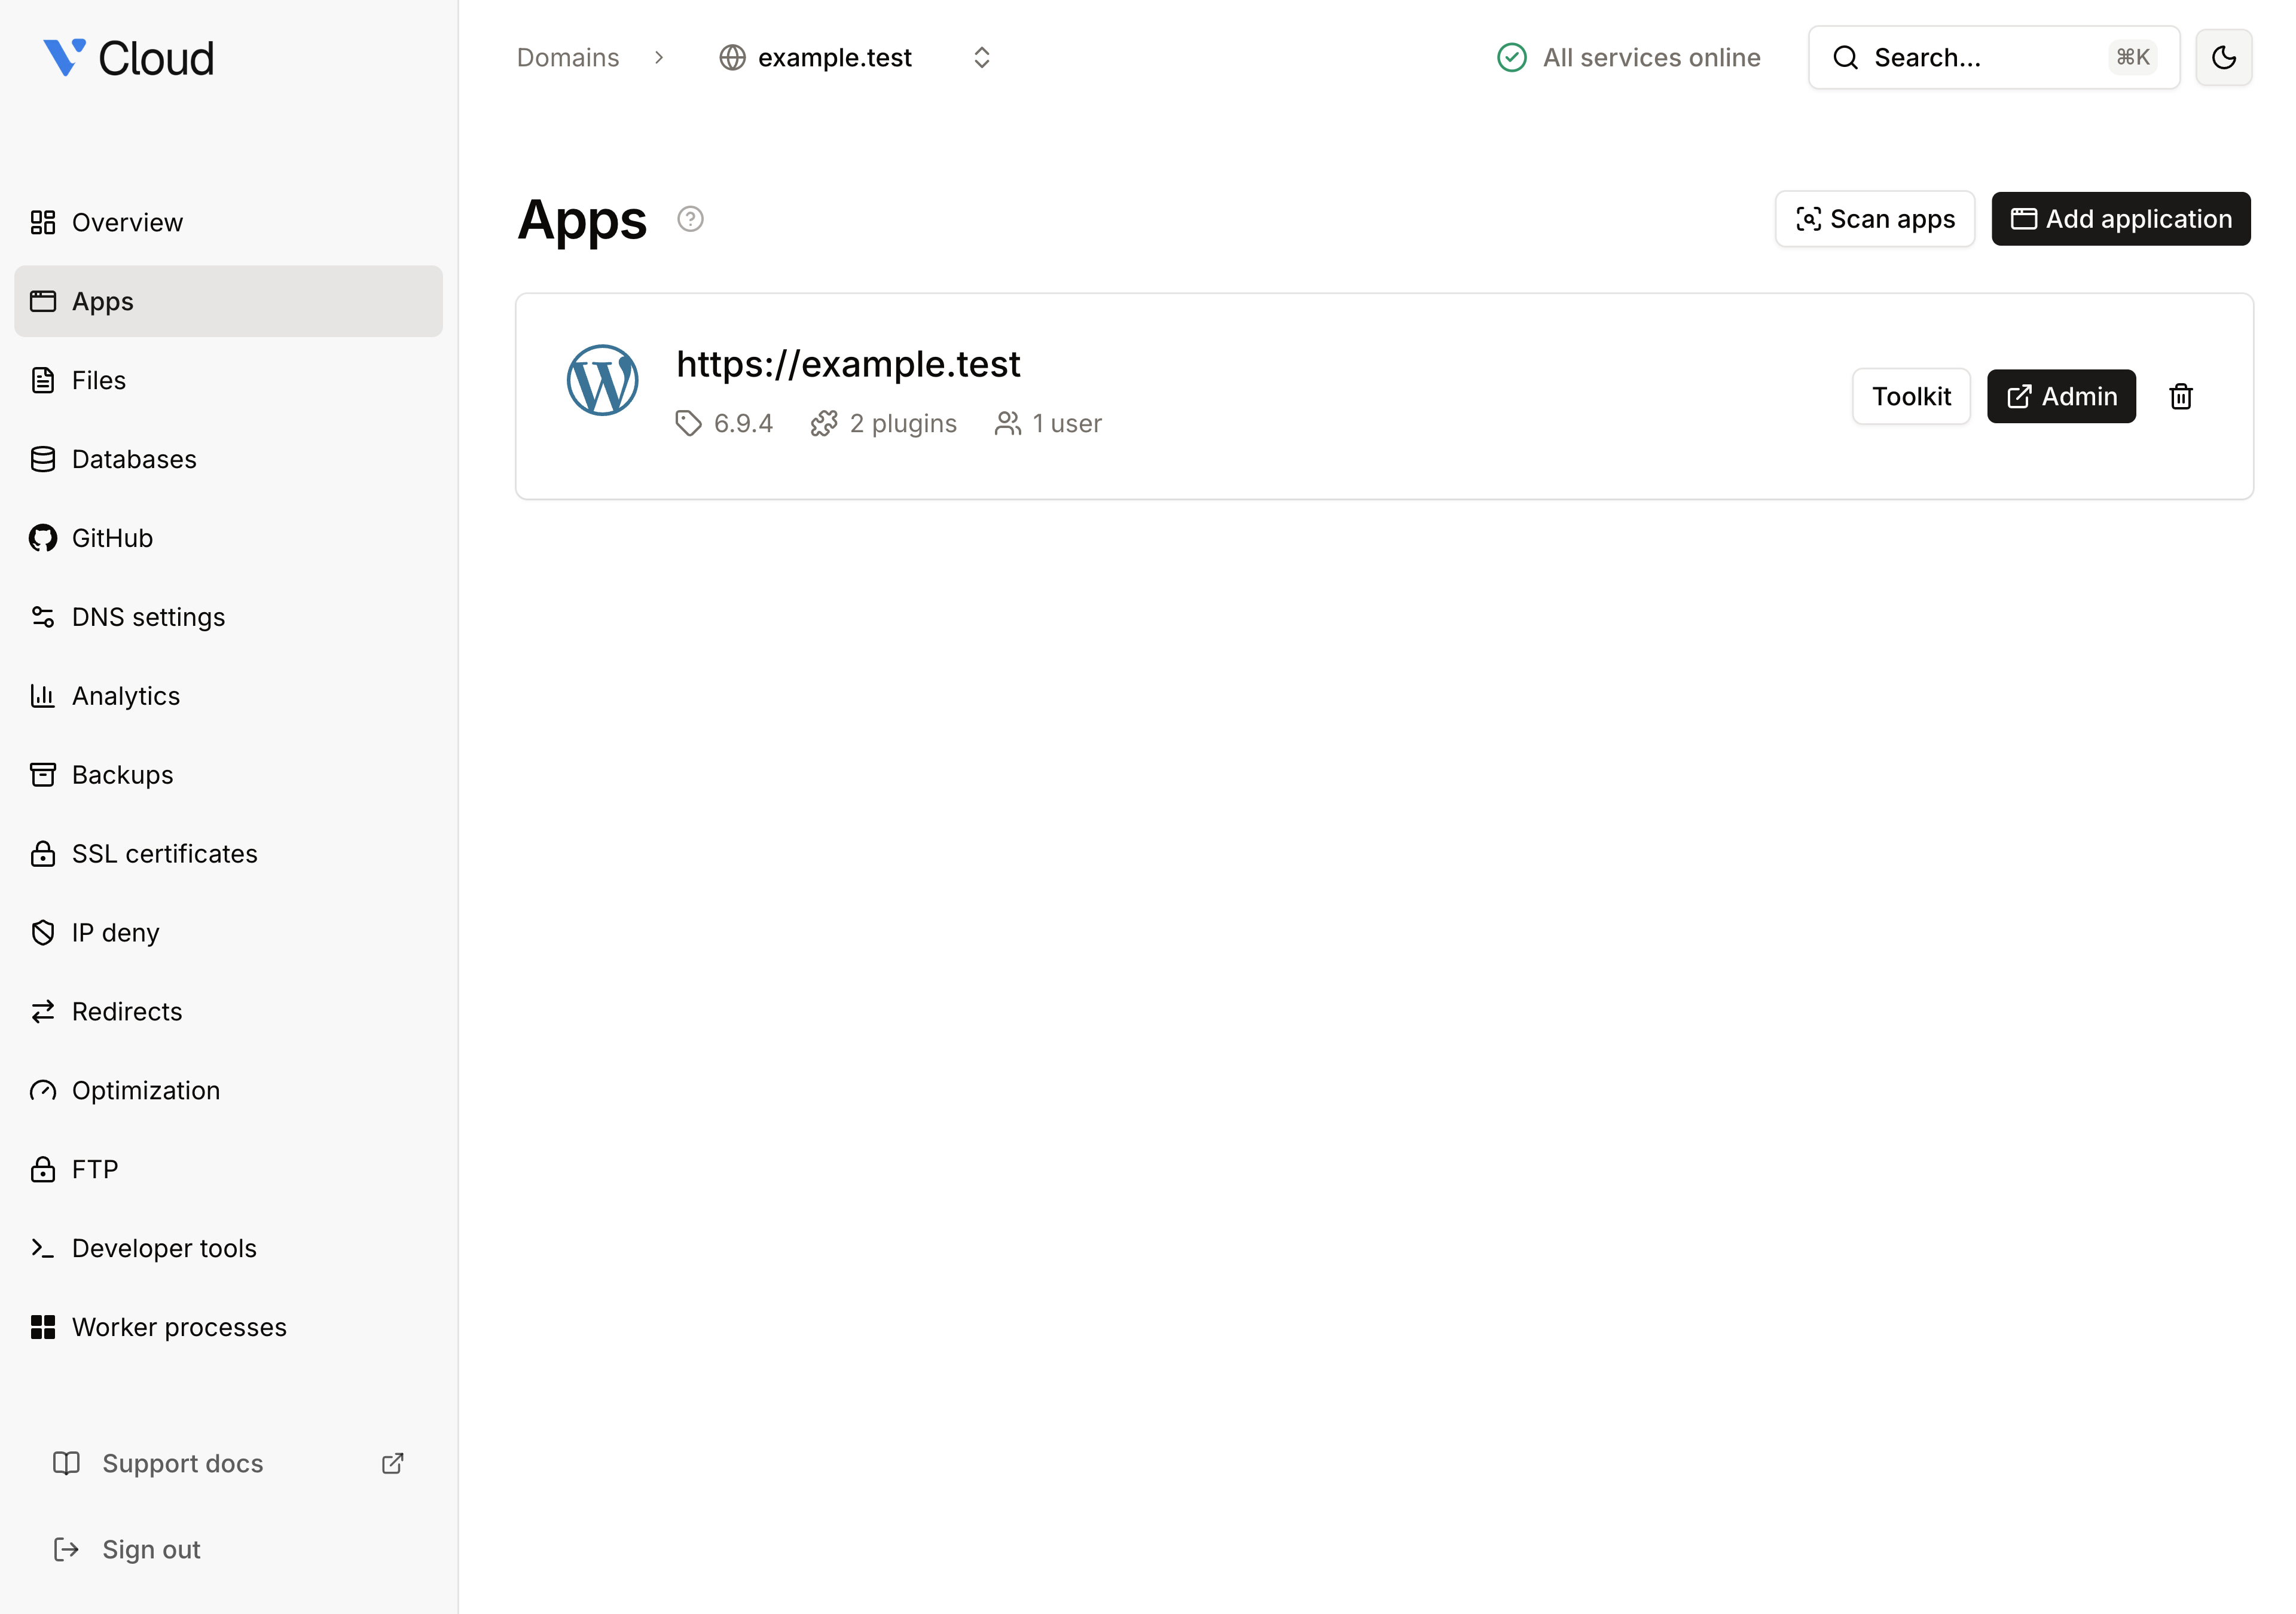 Cloud
Domains
example.test
All services online
Search...
⌘K
Overview
Apps
Files
Databases
GitHub
DNS settings
Analytics
Backups
SSL certificates
IP deny
Redirects
Optimization
FTP
Developer tools
Worker processes
Support docs
Sign out
Apps
Scan apps
Add application
https://example.test
6.9.4 2 plugins 1 user
Toolkit
Admin